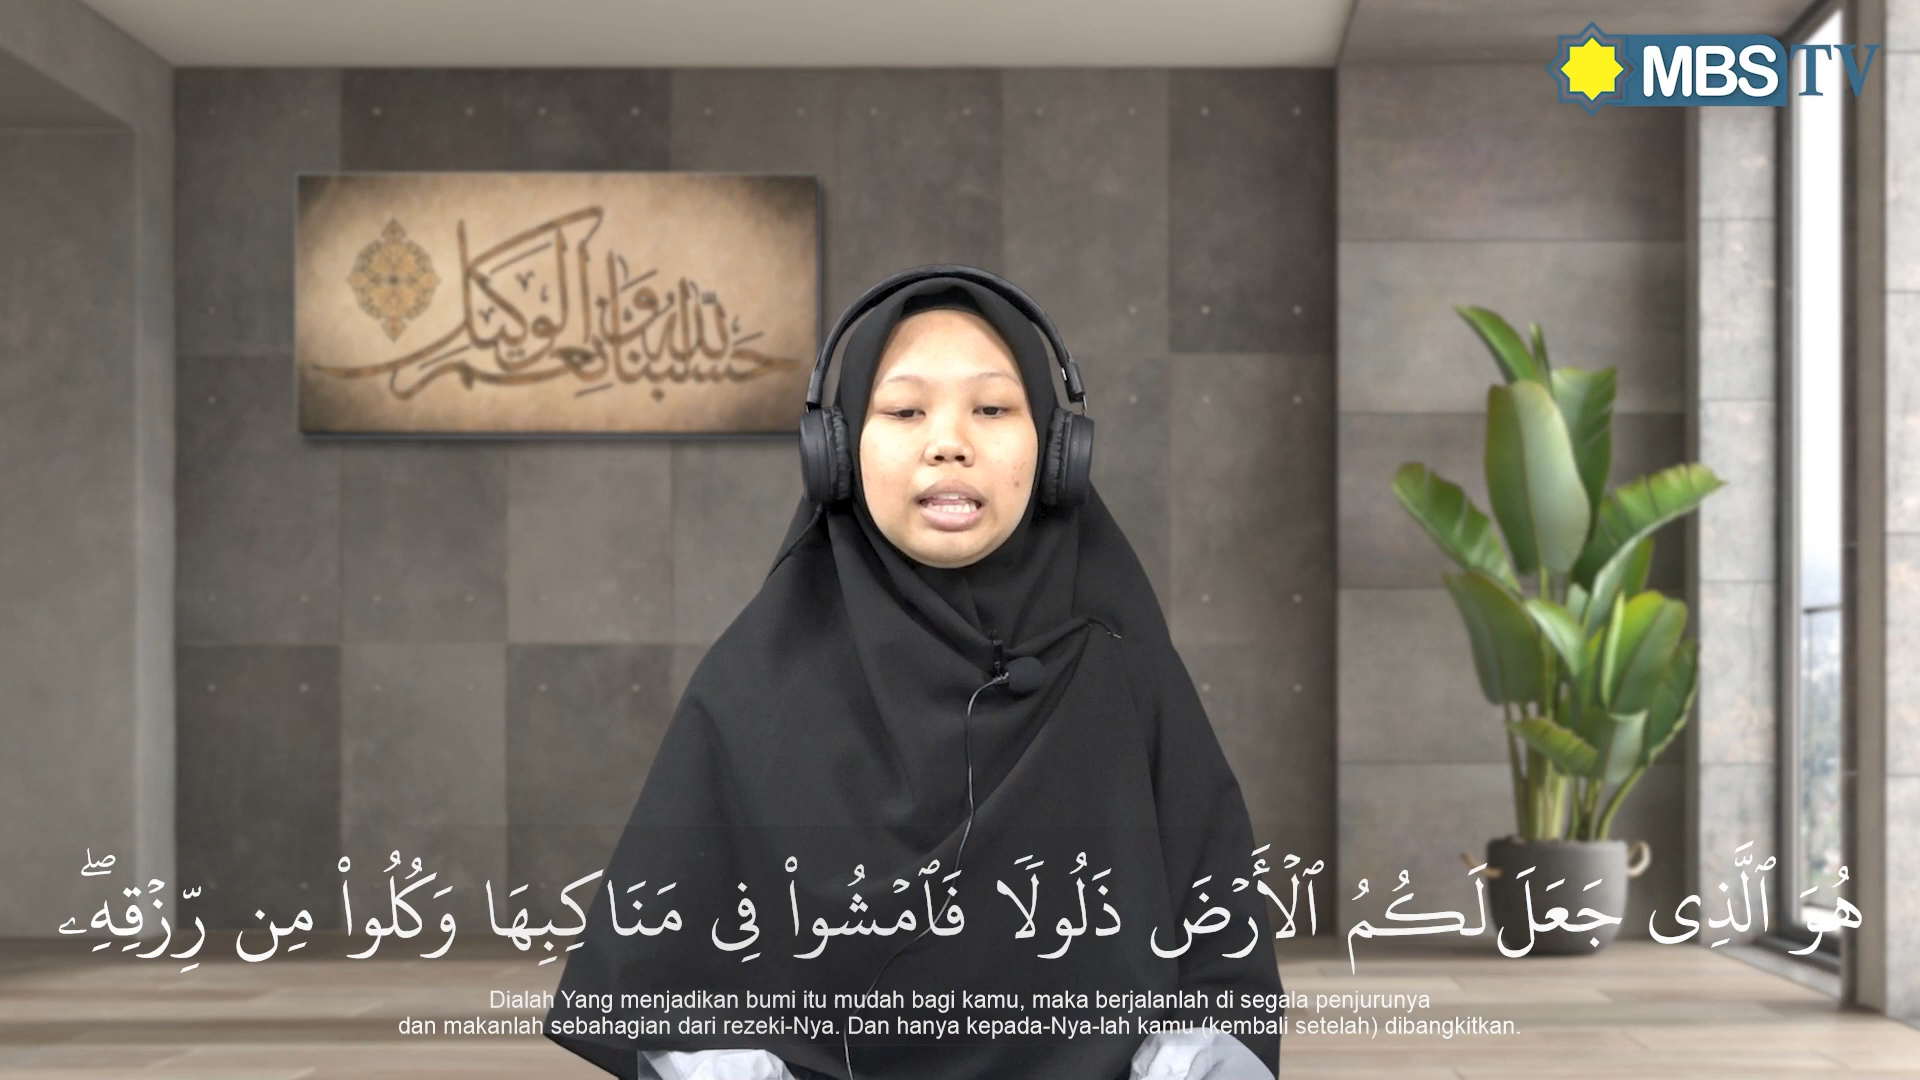 MBS TV
حسبنا الله ونعم الوكيل
هُوَ ٱلَّذِى جَعَلَ لَكُمُ ٱلْأَرْضَ ذَلُولًا فَٱمْشُوا۟ فِى مَنَاكِبِهَا وَكُلُوا۟ مِن رِّزْقِهِۦ ۖ
Dialah Yang menjadikan bumi itu mudah bagi kamu, maka berjalanlah di segala penjurunya
dan makanlah sebahagian dari rezeki-Nya. Dan hanya kepada-Nya-lah kamu (kembali setelah) dibangkitkan.